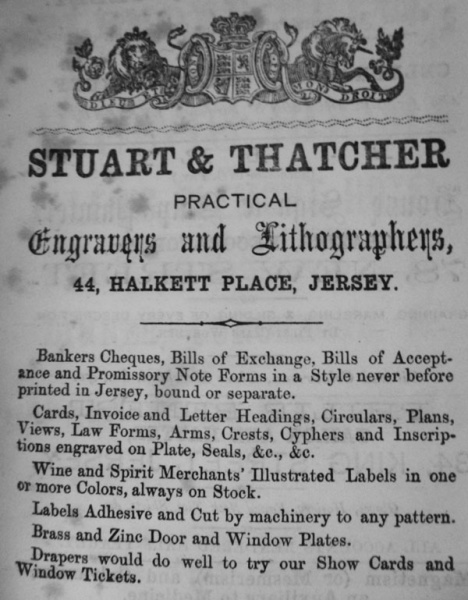 DIEU ET MON DROIT
STUART & THATCHER
PRACTICAL
Engravers and Lithographers,
44, HALKETT PLACE, JERSEY.
Bankers Cheques, Bills of Exchange, Bills of Accept-
ance and Promissory Note Forms in a Style never before
printed in Jersey, bound or separate.
Cards, Invoice and Letter Headings, Circulars, Plans,
Views, Law Forms, Arms, Crests, Cyphers and Inscrip-
tions engraved on Plate, Seals, &c., &c.
Wine and Spirit Merchants' Illustrated Labels in one
or more Colors, always on Stock.
Labels Adhesive and Cut by machinery to any pattern.
Brass and Zinc Door and Window Plates.
Drapers would do well to try our Show Cards and
Window Tickets.